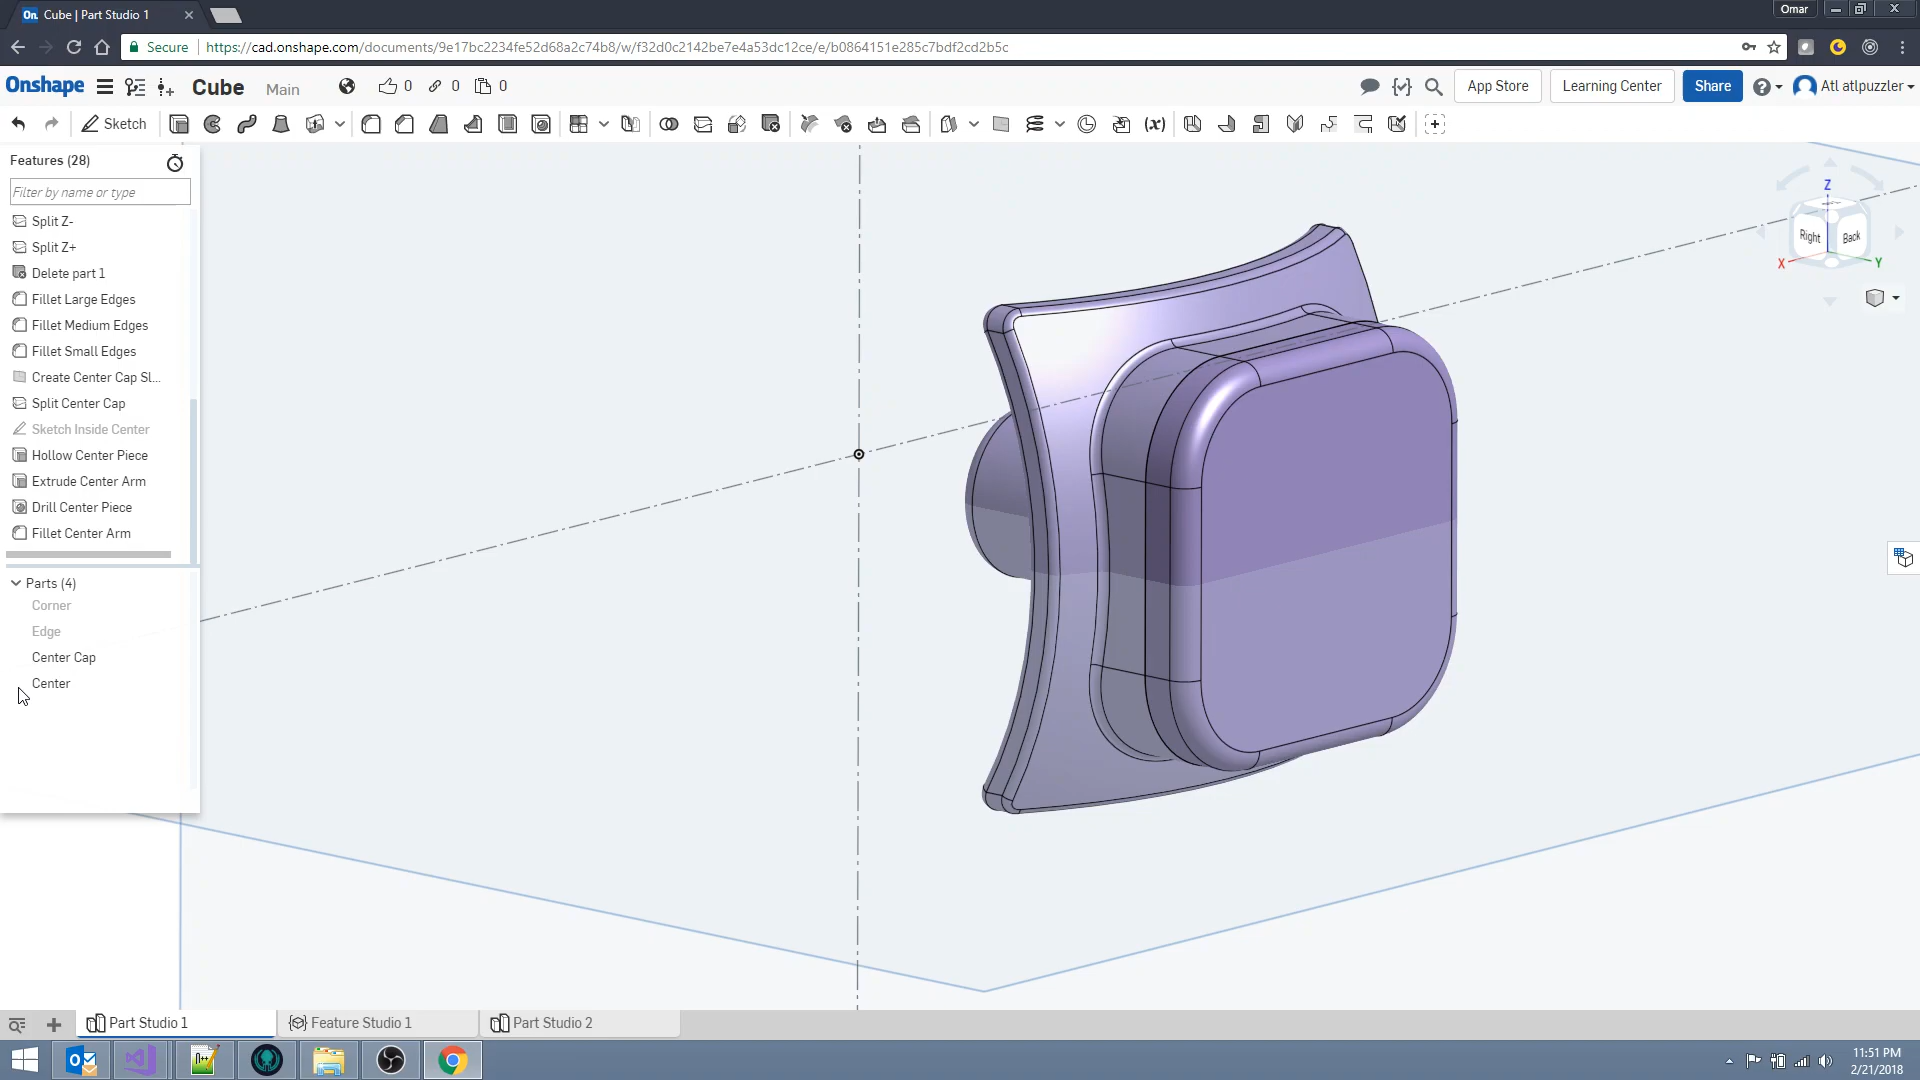 Cube | Part Studio 1
Omar
Secure
https://cad.onshape.com/documents/9e17bc2234fe52d68a2c74b8/w/f32d0c2142be7e4a53dc12ce/e/b0864151e285c7bdf2cd2b5c
Onshape Cube Main 0 0 0 App Store Learning Center Share Atl atlpuzzler
Sketch
Features (28)
Filter by name or type
Split Z-
Split Z+
Delete part 1
Fillet Large Edges
Fillet Medium Edges
Fillet Small Edges
Create Center Cap Sl...
Split Center Cap
Sketch Inside Center
Hollow Center Piece
Extrude Center Arm
Drill Center Piece
Fillet Center Arm
Parts (4)
Corner
Edge
Center Cap
Center
Z
Right Back
X Y
Part Studio 1 Feature Studio 1 Part Studio 2
11:51 PM
2/21/2018